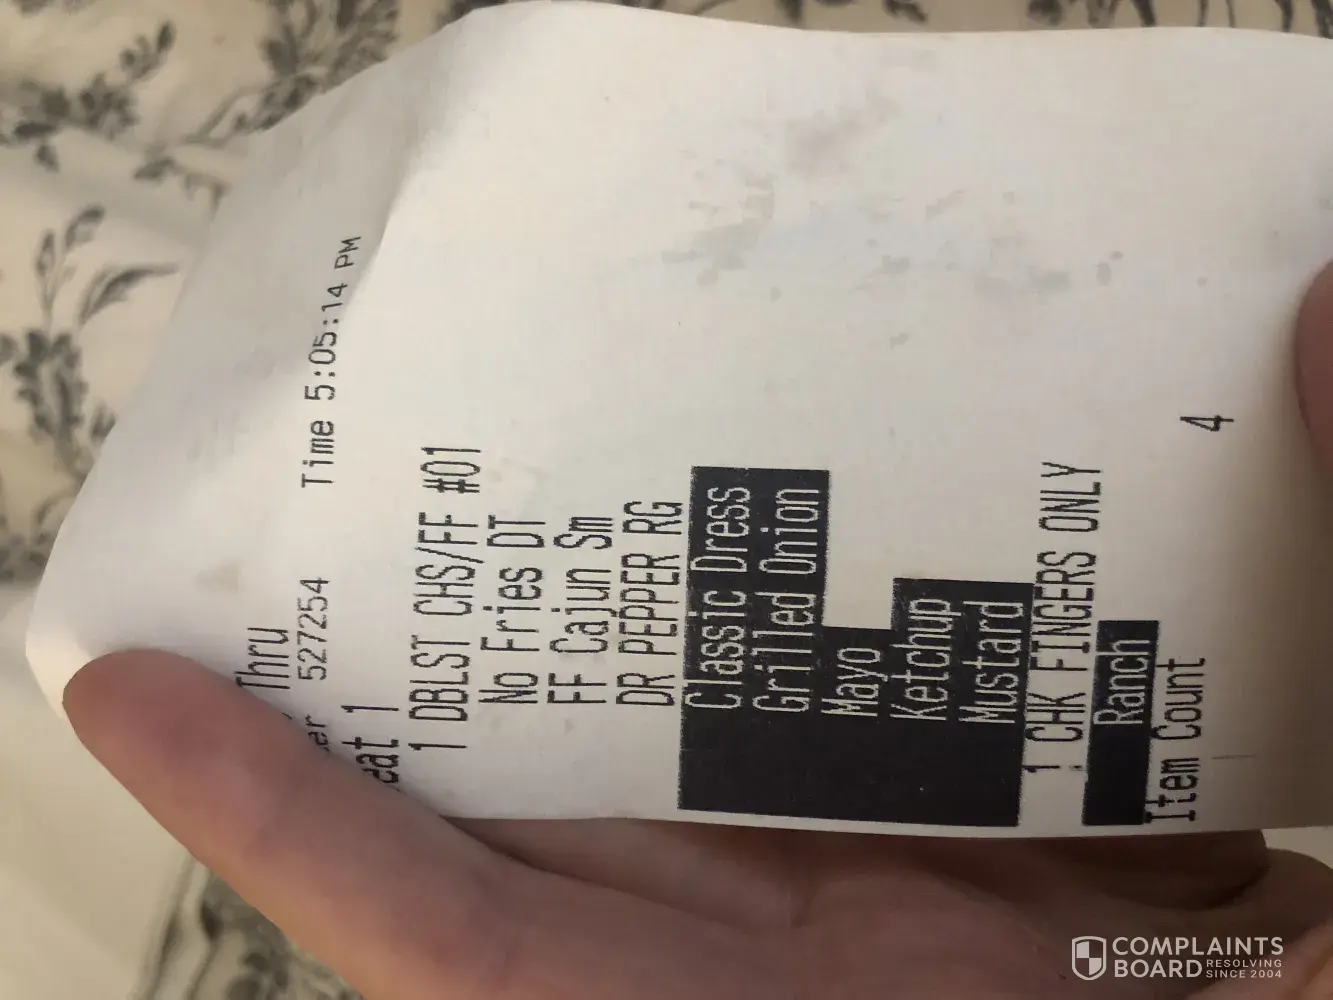 Thru
527254 Time 5:05:14 PM
1
1 DBLST CHS/FF #01
No Fries DT
FF Cajun Sm
DR PEPPER RG
Classic Dress
Grilled Onion
Mayo
Ketchup
Mustard
1 CHK FINGERS ONLY
Ranch
Item Count 4
COMPLAINTS
BOARD RESOLVING
SINCE 2004